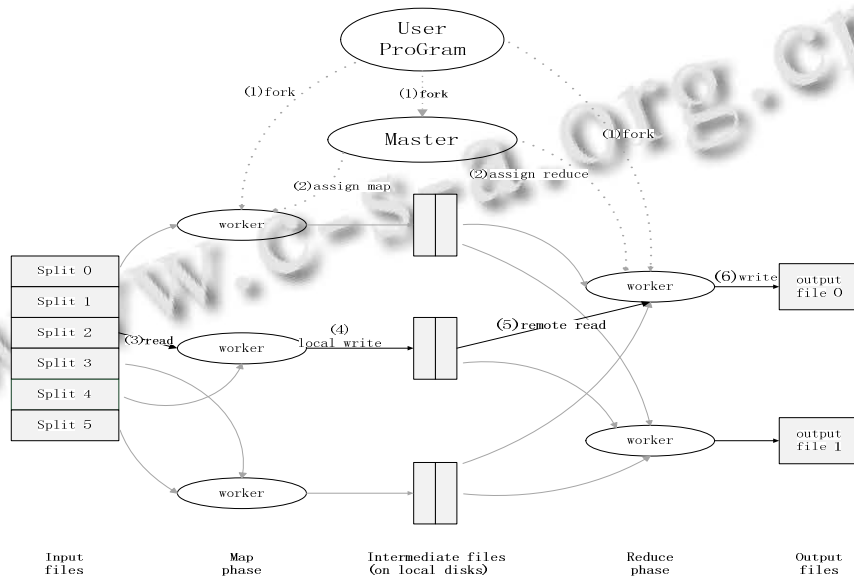 User
ProGram
(1)fork
(1)fork
(1)fork
Master
(2)assign map
(2)assign reduce
worker
Split 0
Split 1
Split 2
Split 3
Split 4
Split 5
(3)read
worker
(4)
local write
(5)remote read
worker
(6)write
output
file 0
worker
output
file 1
worker
Input
files
Map
phase
Intermediate files
(on local disks)
Reduce
phase
Output
files
www.c-s-a.org.cn